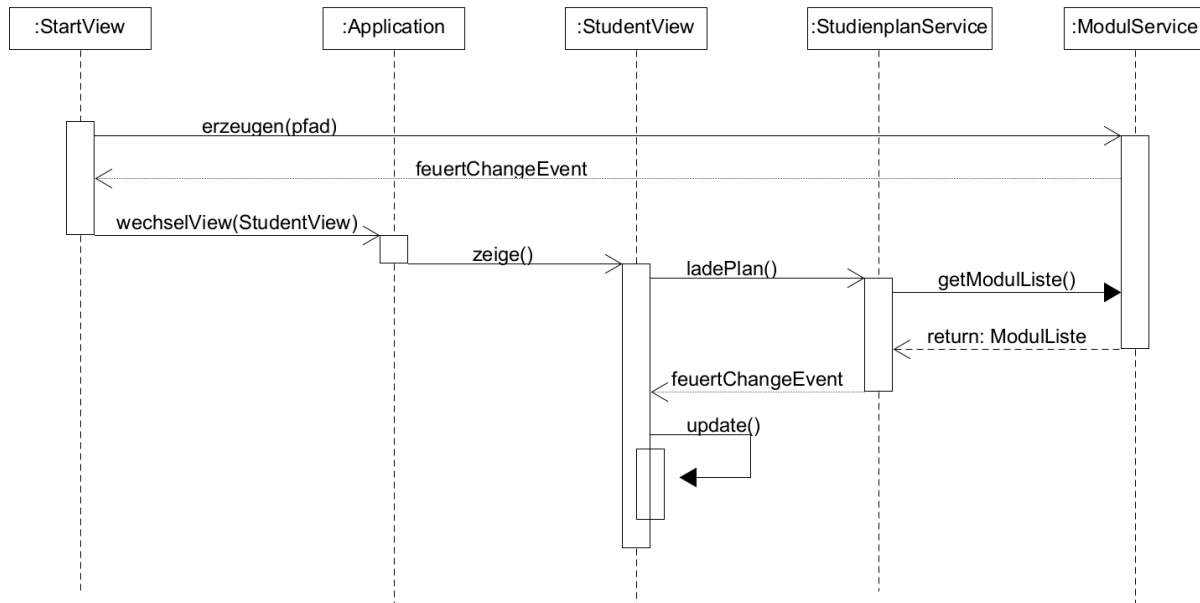 :StartView
:Application
:StudentView
:StudienplanService
:ModulService
erzeugen(pfad)
feuertChangeEvent
wechselView(StudentView)
zeige()
ladePlan()
getModulListe()
return: ModulListe
feuertChangeEvent
update()